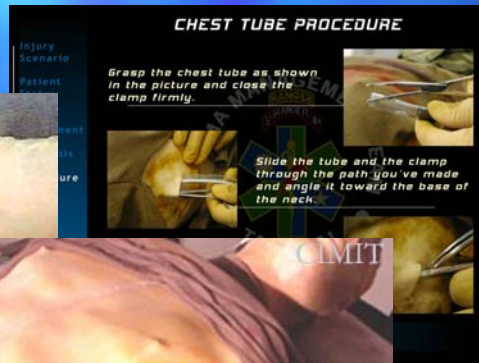 CHEST TUBE PROCEDURE
Injury
Scenario
Patient
Grasp the chest tube as shown
in the picture and close the
clamp firmly.
Slide the tube and the clamp
through the path you've made
and angle it toward the base of
the neck.
RANGER
CIMIT